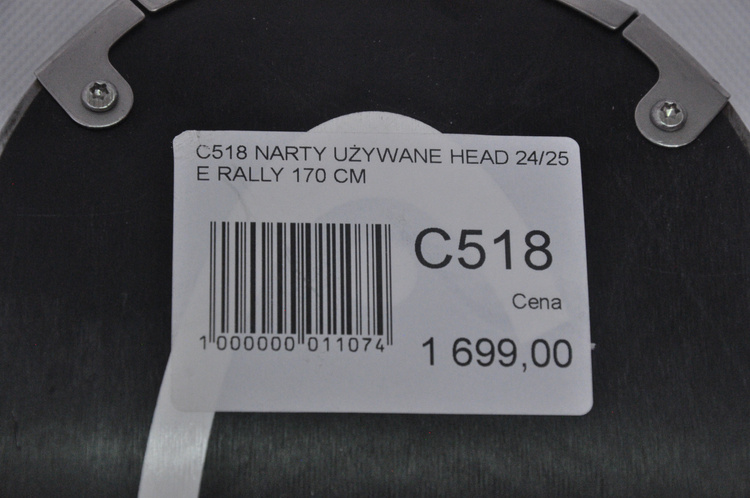 C518 NARTY UŻYWANE HEAD 24/25
E RALLY 170 CM
C518
Cena
1 699,00
1 000000 011074